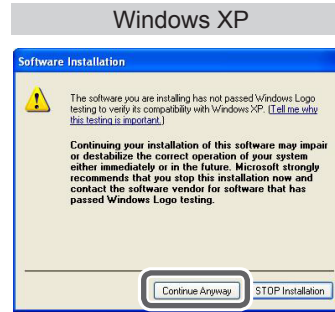 Windows XP
Software Installation
The software you are installing has not passed Windows Logo
testing to verify its compatibility with Windows XP. (Tell me why
this testing is important.)
Continuing your installation of this software may impair
or destabilize the correct operation of your system
either immediately or in the future. Microsoft strongly
recommends that you stop this installation now and
contact the software vendor for software that has
passed Windows Logo testing.
Continue Anyway STOP Installation